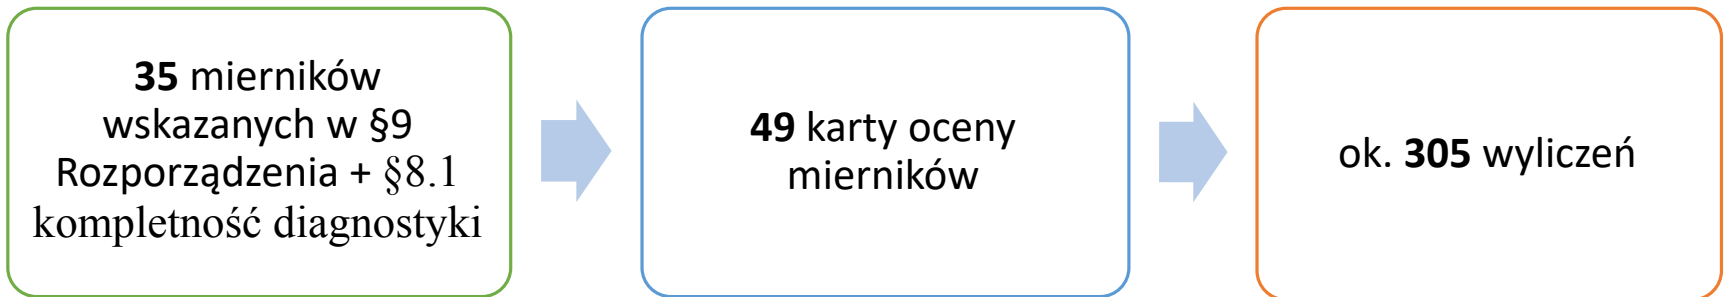 35 mierników
wskazanych w §9
Rozporządzenia + §8.1
kompletność diagnostyki
49 karty oceny
mierników
ok. 305 wyliczeń